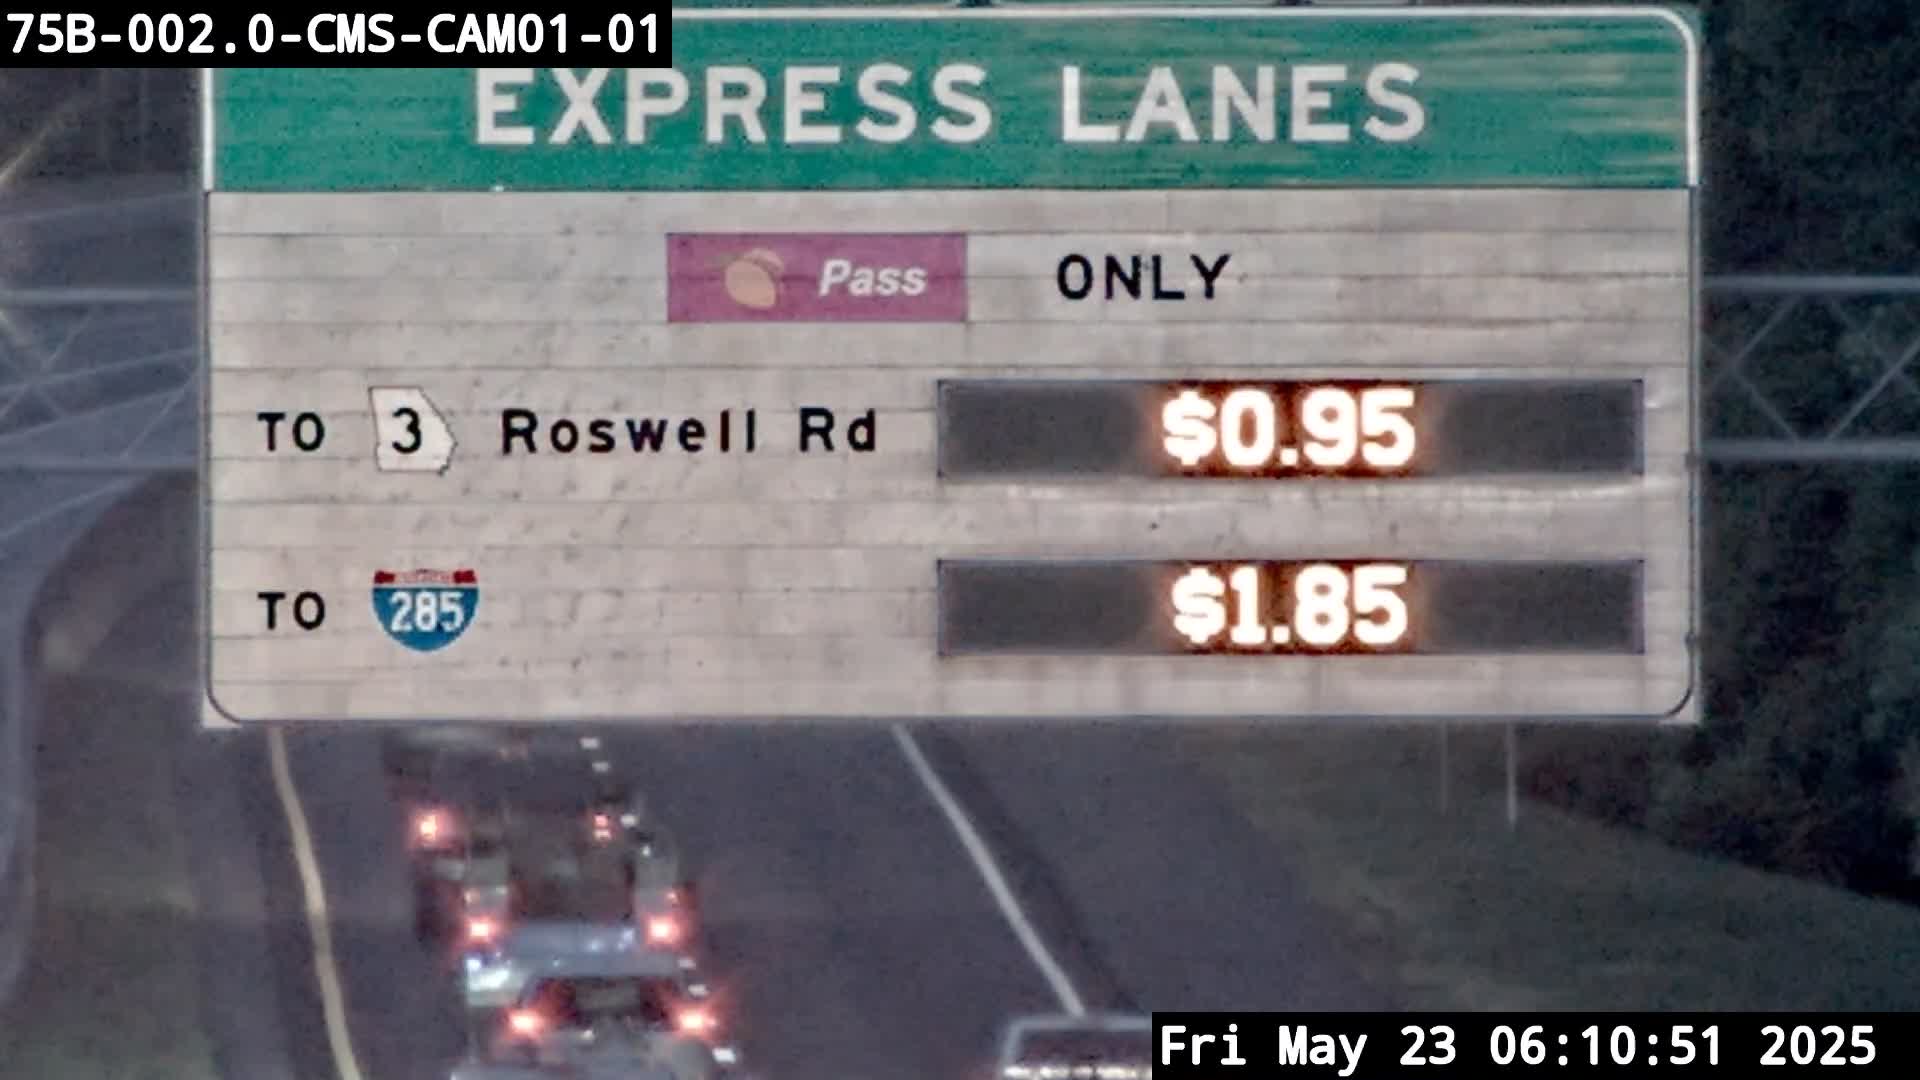 75B-002.0-CMS-CAM01-01
EXPRESS LANES
Pass ONLY
TO 3 Roswell Rd $0.95
TO 285 $1.85
Fri May 23 06:10:51 2025